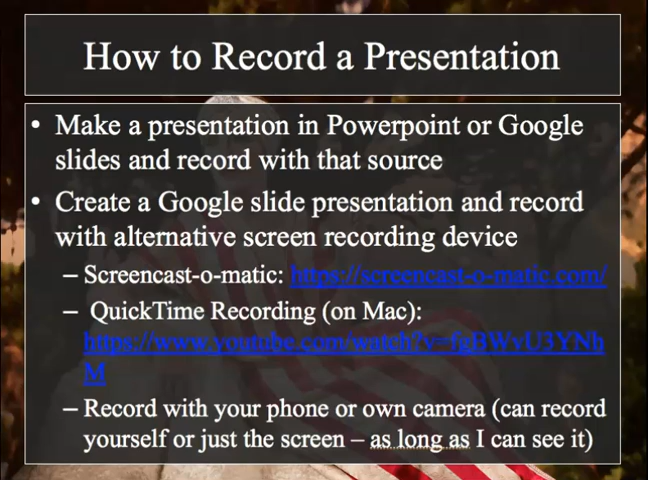 How to Record a Presentation
• Make a presentation in Powerpoint or Google
slides and record with that source
• Create a Google slide presentation and record
with alternative screen recording device
– Screencast-o-matic: https://screencast-o-matic.com/
– QuickTime Recording (on Mac):
https://www.youtube.com/watch?v=fgBWyU3YNb
M
– Record with your phone or own camera (can record
yourself or just the screen – as long as I can see it)